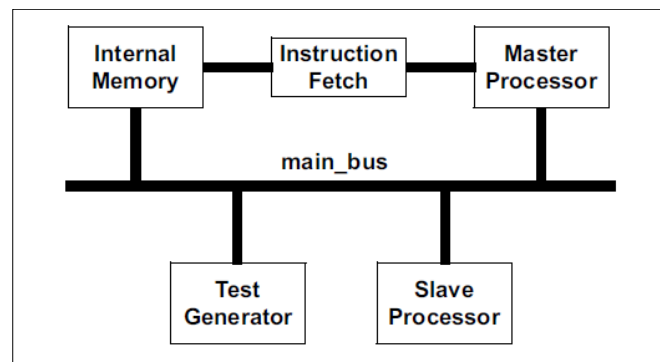 Internal
Memory
Instruction
Fetch
Master
Processor
main_bus
Test
Generator
Slave
Processor